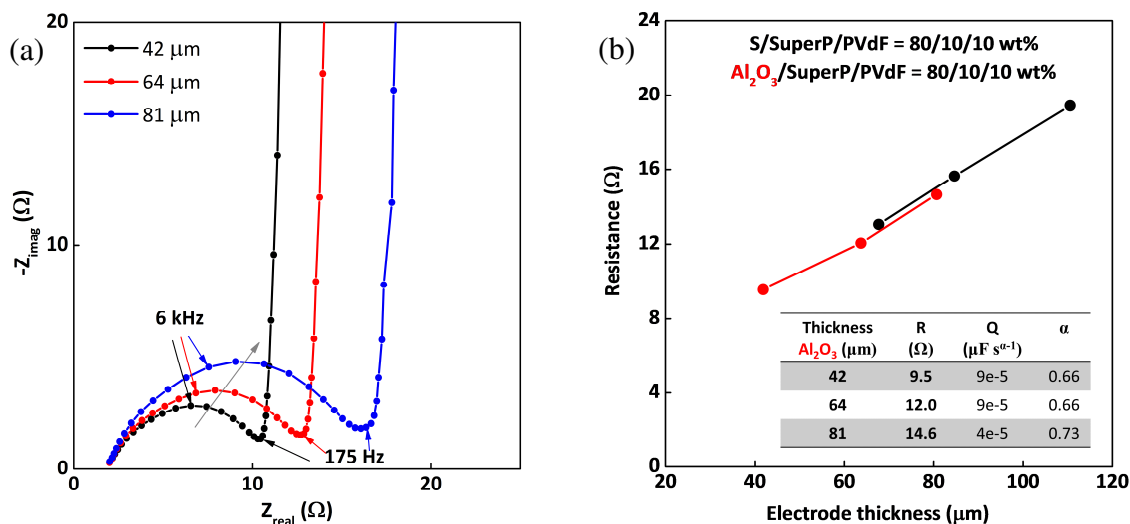 (a)
20
10
0
-Z_imag (Ω)
42 μm
64 μm
81 μm
6 kHz
175 Hz
0 10 20
Z_real (Ω)
(b)
24
20
16
12
8
4
0
Resistance (Ω)
S/SuperP/PVdF = 80/10/10 wt%
Al₂O₃/SuperP/PVdF = 80/10/10 wt%
Thickness R Q α
Al₂O₃ (μm) (Ω) (μF s^α-1)
42 9.5 9e-5 0.66
64 12.0 9e-5 0.66
81 14.6 4e-5 0.73
0 20 40 60 80 100 120
Electrode thickness (μm)